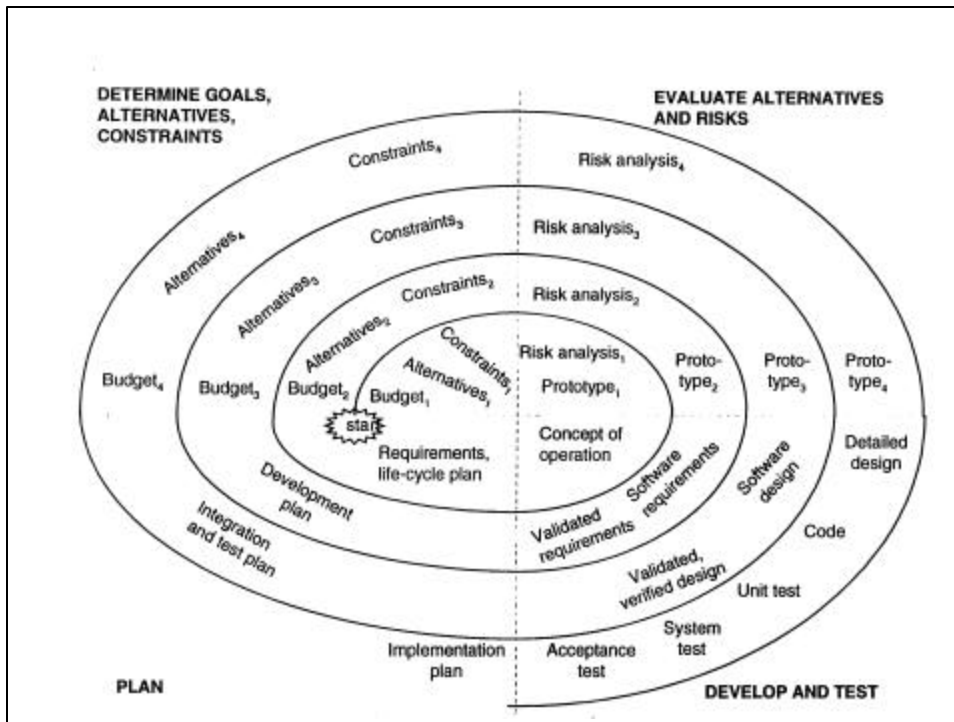 DETERMINE GOALS,
ALTERNATIVES,
CONSTRAINTS
EVALUATE ALTERNATIVES
AND RISKS
Constraints₄
Risk analysis₄
Alternatives₄
Constraints₃
Risk analysis₃
Alternatives₃
Constraints₂
Risk analysis₂
Alternatives₂
Constraints₁
Risk analysis₁
Alternatives₁
Budget₄
Budget₃
Budget₂
Budget₁
Prototype₁
Proto-
type₂
Proto-
type₃
Proto-
type₄
start
Requirements,
life-cycle plan
Concept of
operation
Detailed
design
Software
requirements
Software
design
Development
plan
Validated
requirements
Integration
and test plan
Code
Validated,
verified design
Unit test
System
test
Implementation
plan
Acceptance
test
PLAN
DEVELOP AND TEST